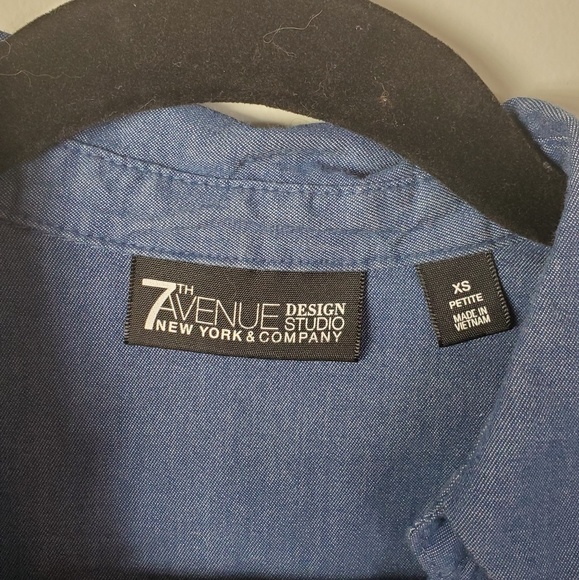 7TH
AVENUE DESIGN STUDIO
NEW YORK & COMPANY
XS
PETITE
MADE IN
VIETNAM